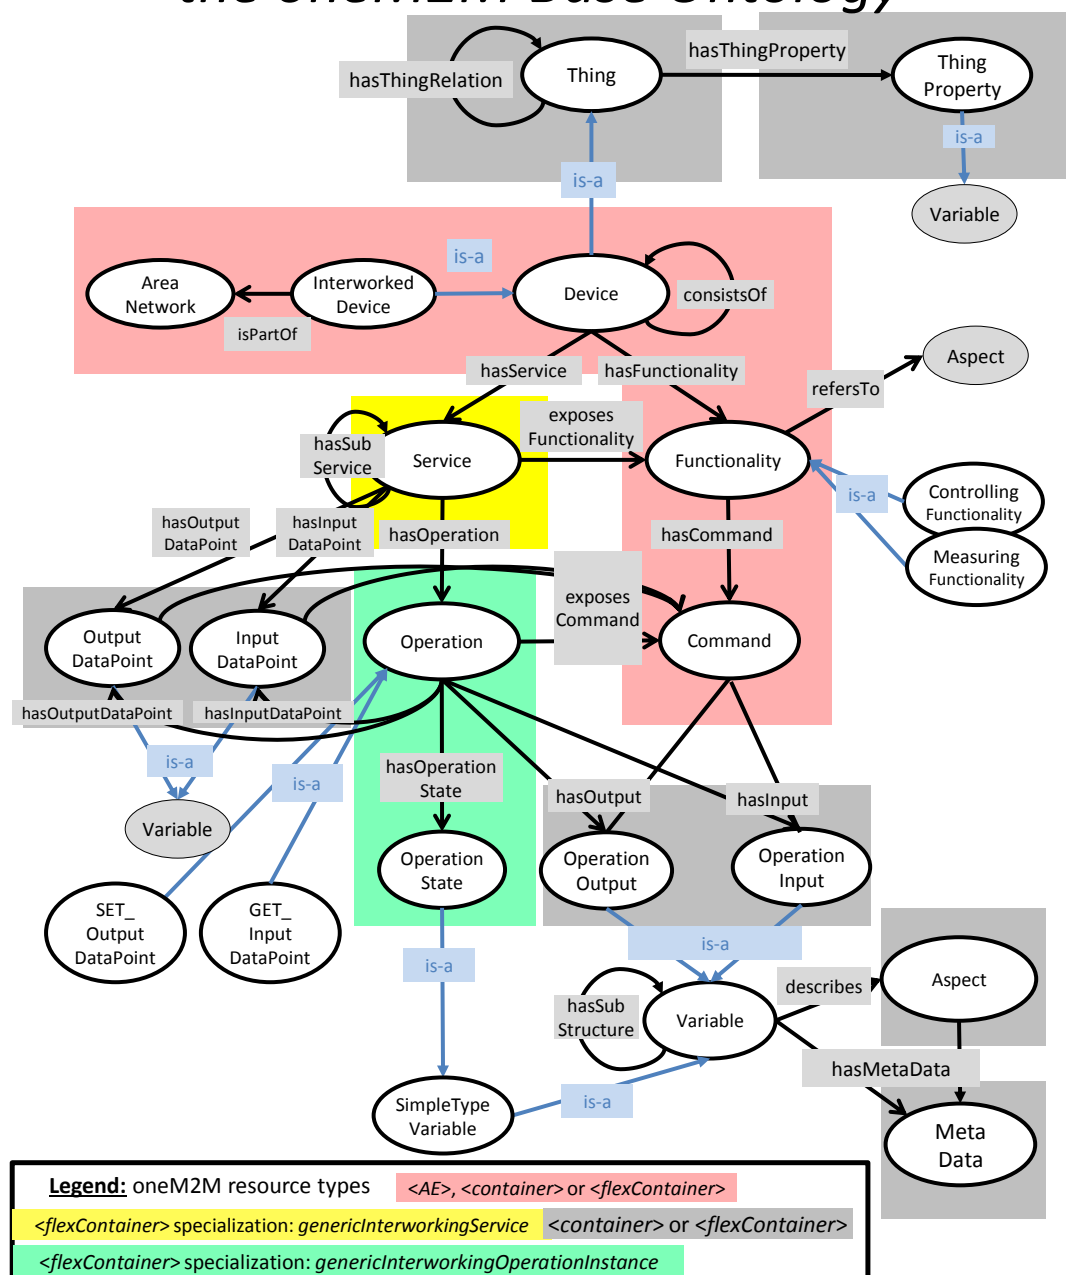 the oneM2M Base Ontology
hasThingRelation
Thing
hasThingProperty
Thing
Property
is-a
is-a
Variable
is-a
Area
Network
Interworked
Device
Device
consistsOf
isPartOf
hasService
hasFunctionality
Aspect
refersTo
exposes
Functionality
hasSub
Service
Service
Functionality
is-a
Controlling
Functionality
Measuring
Functionality
hasOutput
DataPoint
hasInput
DataPoint
hasOperation
hasCommand
exposes
Command
Output
DataPoint
Input
DataPoint
Operation
Command
hasOutputDataPoint
hasInputDataPoint
is-a
is-a
hasOperation
State
hasOutput
hasInput
Variable
Operation
State
Operation
Output
Operation
Input
SET_
Output
DataPoint
GET_
Input
DataPoint
is-a
is-a
hasSub
Structure
Variable
describes
Aspect
hasMetaData
SimpleType
Variable
is-a
Meta
Data
Legend: oneM2M resource types <AE>, <container> or <flexContainer>
<flexContainer> specialization: genericInterworkingService <container> or <flexContainer>
<flexContainer> specialization: genericInterworkingOperationInstance